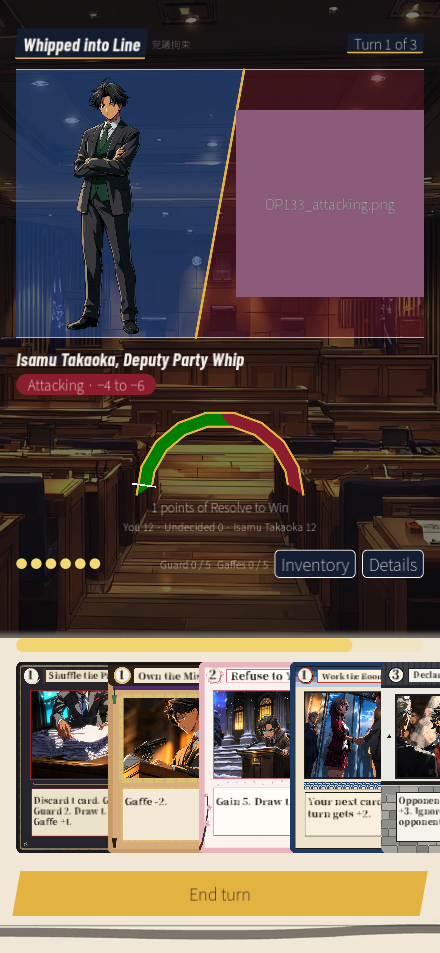 Whipped into Line 党議拘束
Turn 1 of 3
OP133_attacking.png
Isamu Takaoka, Deputy Party Whip
Attacking · −4 to −6
1 points of Resolve to Win
You 12 · Undecided 0 · Isamu Takaoka 12
Guard 0 / 5 Gaffes 0 / 5
Inventory
Details
1 Shuffle the P
1 Own the Mi
2 Refuse to Y
1 Work the Room
3 Decla
Discard 1 card. G
Guard 2. Draw 1.
Gaffe +1.
Gaffe -2.
Gain 5. Draw 1
Your next card
turn gets +2.
Opponen
+3. Ignor
opponent
End turn